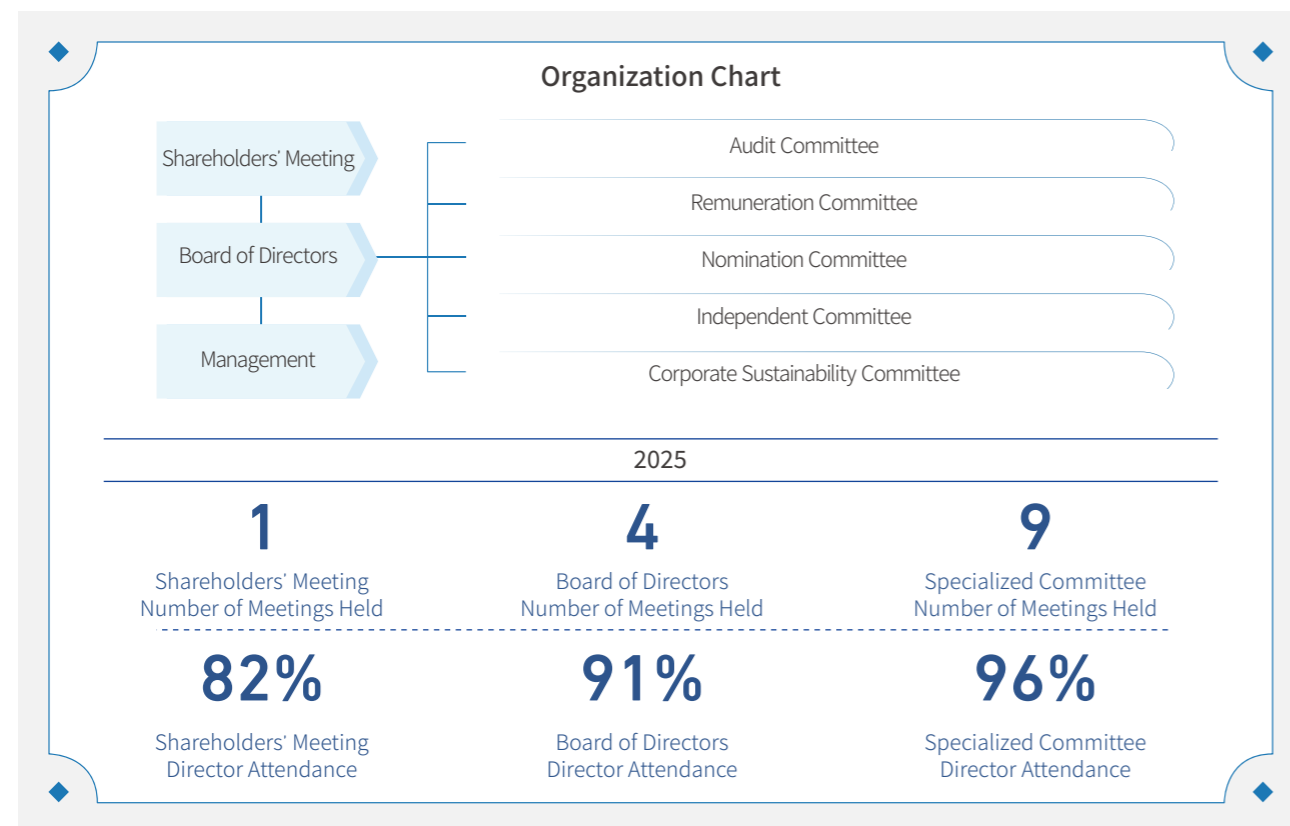 Organization Chart
Shareholders' Meeting
Board of Directors
Management
Audit Committee
Remuneration Committee
Nomination Committee
Independent Committee
Corporate Sustainability Committee
2025
1
Shareholders' Meeting
Number of Meetings Held
4
Board of Directors
Number of Meetings Held
9
Specialized Committee
Number of Meetings Held
82%
Shareholders' Meeting
Director Attendance
91%
Board of Directors
Director Attendance
96%
Specialized Committee
Director Attendance